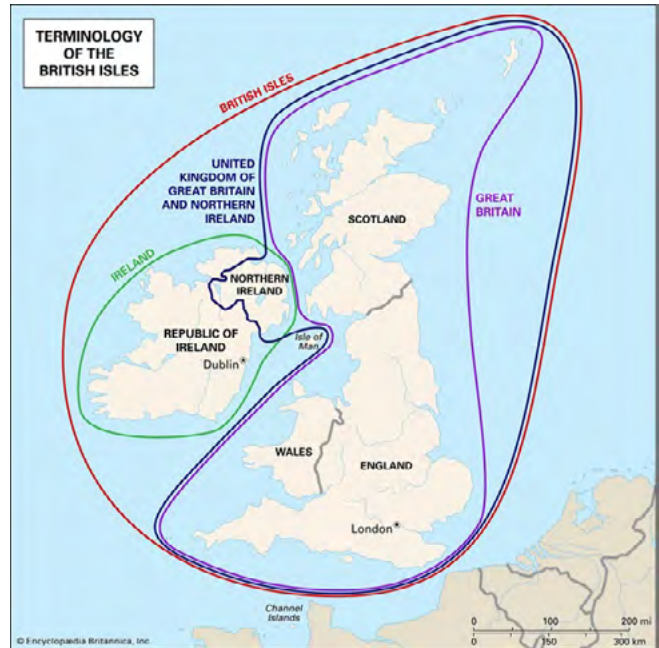 TERMINOLOGY
OF THE
BRITISH ISLES
BRITISH ISLES
UNITED
KINGDOM OF
GREAT BRITAIN
AND NORTHERN
IRELAND
GREAT
BRITAIN
SCOTLAND
IRELAND
NORTHERN
IRELAND
REPUBLIC OF
IRELAND
Dublin*
Isle of
Man
WALES
ENGLAND
London*
Channel
Islands
0 100 200 mi
0 150 300 km
© Encyclopædia Britannica, Inc.